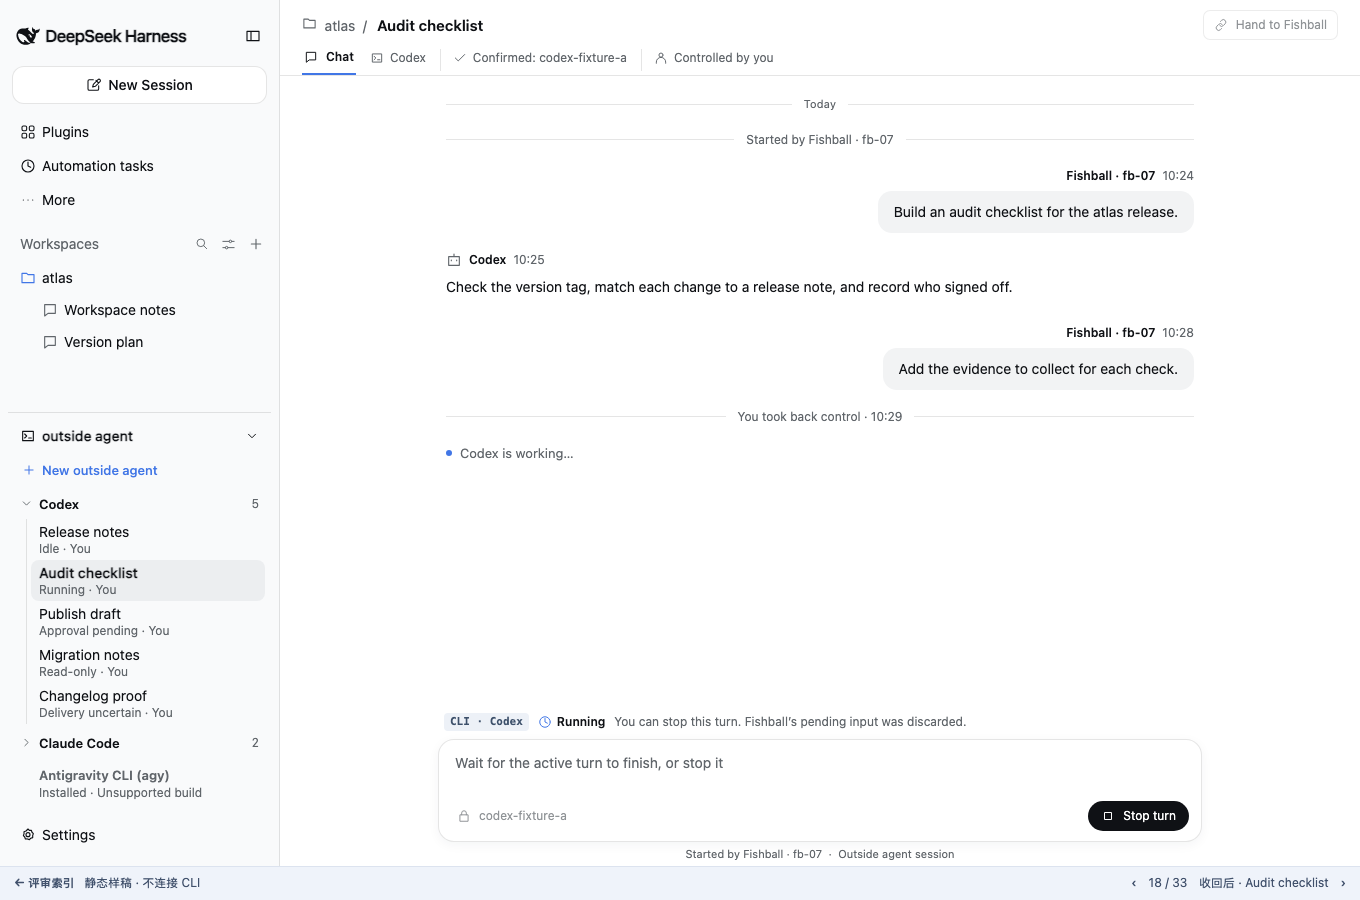 DeepSeek Harness
New Session
Plugins
Automation tasks
More
Workspaces
atlas
Workspace notes
Version plan
outside agent
New outside agent
Codex 5
Release notes
Idle · You
Audit checklist
Running · You
Publish draft
Approval pending · You
Migration notes
Read-only · You
Changelog proof
Delivery uncertain · You
Claude Code 2
Antigravity CLI (agy)
Installed · Unsupported build
Settings
atlas / Audit checklist
Hand to Fishball
Chat Codex Confirmed: codex-fixture-a Controlled by you
Today
Started by Fishball · fb-07
Fishball · fb-07 10:24
Build an audit checklist for the atlas release.
Codex 10:25
Check the version tag, match each change to a release note, and record who signed off.
Fishball · fb-07 10:28
Add the evidence to collect for each check.
You took back control · 10:29
Codex is working...
CLI · Codex Running You can stop this turn. Fishball's pending input was discarded.
Wait for the active turn to finish, or stop it
codex-fixture-a
Stop turn
Started by Fishball · fb-07 · Outside agent session
← 评审索引 静态样稿 · 不连接 CLI
‹ 18 / 33 收回后 · Audit checklist ›